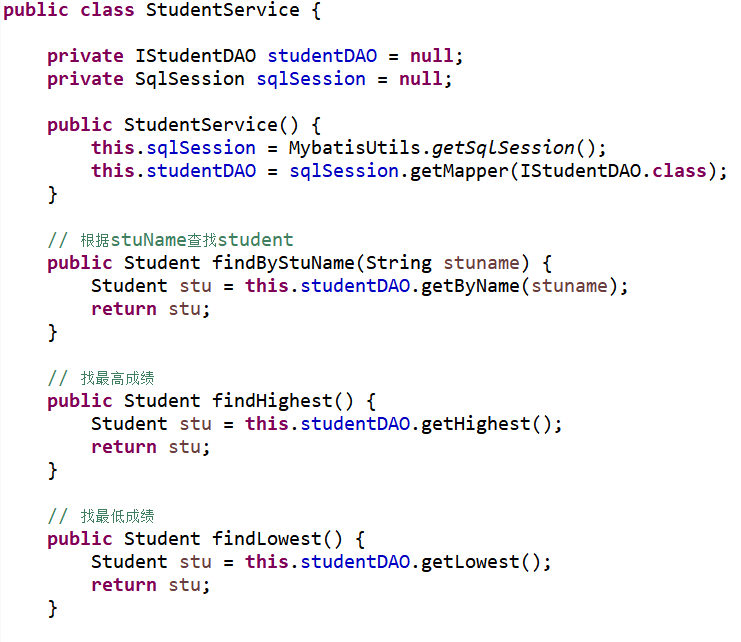 public class StudentService {
private IStudentDAO studentDAO = null;
private SqlSession sqlSession = null;
public StudentService() {
this.sqlSession = MybatisUtils.getSqlSession();
this.studentDAO = sqlSession.getMapper(IStudentDAO.class);
}
// 根据stuName查找student
public Student findByStuName(String stuname) {
Student stu = this.studentDAO.getByName(stuname);
return stu;
}
// 找最高成绩
public Student findHighest() {
Student stu = this.studentDAO.getHighest();
return stu;
}
// 找最低成绩
public Student findLowest() {
Student stu = this.studentDAO.getLowest();
return stu;
}